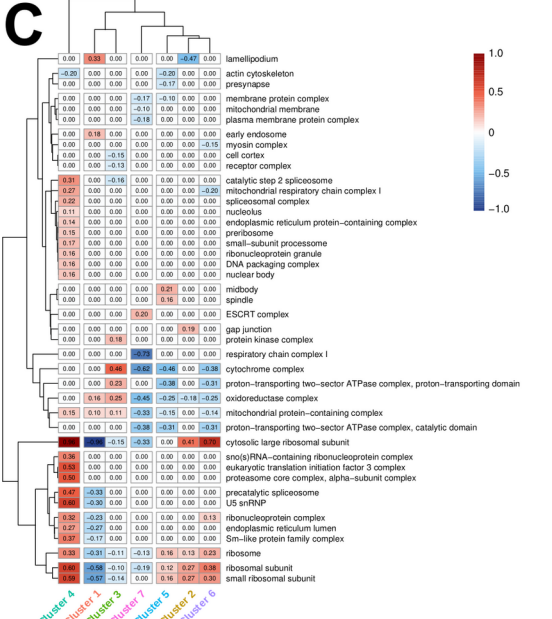 C
0.00 0.33 0.00 0.00 0.00 -0.47 0.00 lamellipodium
-0.20 0.00 0.00 0.00 -0.20 0.00 0.00 actin cytoskeleton
0.00 0.00 0.00 0.00 -0.17 0.00 0.00 presynapse
0.00 0.00 0.00 -0.17 -0.10 0.00 0.00 membrane protein complex
0.00 0.00 0.00 -0.10 0.00 0.00 0.00 mitochondrial membrane
0.00 0.00 0.00 -0.18 0.00 0.00 0.00 plasma membrane protein complex
0.00 0.18 0.00 0.00 0.00 0.00 0.00 early endosome
0.00 0.00 0.00 0.00 0.00 0.00 -0.15 myosin complex
0.00 0.00 -0.15 0.00 0.00 0.00 0.00 cell cortex
0.00 0.00 -0.13 0.00 0.00 0.00 0.00 receptor complex
0.31 0.00 -0.16 0.00 0.00 0.00 0.00 catalytic step 2 spliceosome
0.27 0.00 0.00 0.00 0.00 0.00 -0.20 mitochondrial respiratory chain complex I
0.22 0.00 0.00 0.00 0.00 0.00 0.00 spliceosomal complex
0.11 0.00 0.00 0.00 0.00 0.00 0.00 nucleolus
0.14 0.00 0.00 0.00 0.00 0.00 0.00 endoplasmic reticulum protein-containing complex
0.15 0.00 0.00 0.00 0.00 0.00 0.00 preribosome
0.17 0.00 0.00 0.00 0.00 0.00 0.00 small-subunit processome
0.16 0.00 0.00 0.00 0.00 0.00 0.00 ribonucleoprotein granule
0.16 0.00 0.00 0.00 0.00 0.00 0.00 DNA packaging complex
0.16 0.00 0.00 0.00 0.00 0.00 0.00 nuclear body
0.00 0.00 0.00 0.00 0.21 0.00 0.00 midbody
0.00 0.00 0.00 0.00 0.16 0.00 0.00 spindle
0.00 0.00 0.00 0.20 0.00 0.00 0.00 ESCRT complex
0.00 0.00 0.00 0.00 0.00 0.19 0.00 gap junction
0.00 0.00 0.18 0.00 0.00 0.00 0.00 protein kinase complex
0.00 0.00 0.00 -0.73 0.00 0.00 0.00 respiratory chain complex I
0.00 0.00 0.46 -0.62 -0.46 0.00 -0.38 cytochrome complex
0.00 0.00 0.23 0.00 -0.38 0.00 -0.31 proton-transporting two-sector ATPase complex, proton-transporting domain
0.00 0.16 0.25 -0.45 -0.25 -0.18 -0.25 oxidoreductase complex
0.15 0.10 0.11 -0.33 -0.15 0.00 -0.14 mitochondrial protein-containing complex
0.00 0.00 0.00 -0.38 -0.31 0.00 -0.31 proton-transporting two-sector ATPase complex, catalytic domain
-0.15 -0.33 0.00 0.41 cytosolic large ribosomal subunit
0.36 0.00 0.00 0.00 0.00 0.00 0.00 sno(s)RNA-containing ribonucleoprotein complex
0.53 0.00 0.00 0.00 0.00 0.00 0.00 eukaryotic translation initiation factor 3 complex
0.50 0.00 0.00 0.00 0.00 0.00 0.00 proteasome core complex, alpha-subunit complex
0.47 -0.33 0.00 0.00 0.00 0.00 0.00 precatalytic spliceosome
0.60 -0.30 0.00 0.00 0.00 0.00 0.00 U5 snRNP
0.32 -0.23 0.00 0.00 0.00 0.00 0.13 ribonucleoprotein complex
0.27 -0.27 0.00 0.00 0.00 0.00 0.00 endoplasmic reticulum lumen
0.37 -0.17 0.00 0.00 0.00 0.00 0.00 Sm-like protein family complex
0.33 -0.31 -0.11 -0.13 0.16 0.13 0.23 ribosome
0.60 -0.58 -0.10 -0.19 0.12 0.27 0.38 ribosomal subunit
0.59 -0.57 -0.14 0.00 0.16 0.27 0.30 small ribosomal subunit
Cluster 4 Cluster 1 Cluster 3 Cluster 7 Cluster 5 Cluster 2 Cluster 6
1.0
0.5
0
-0.5
-1.0